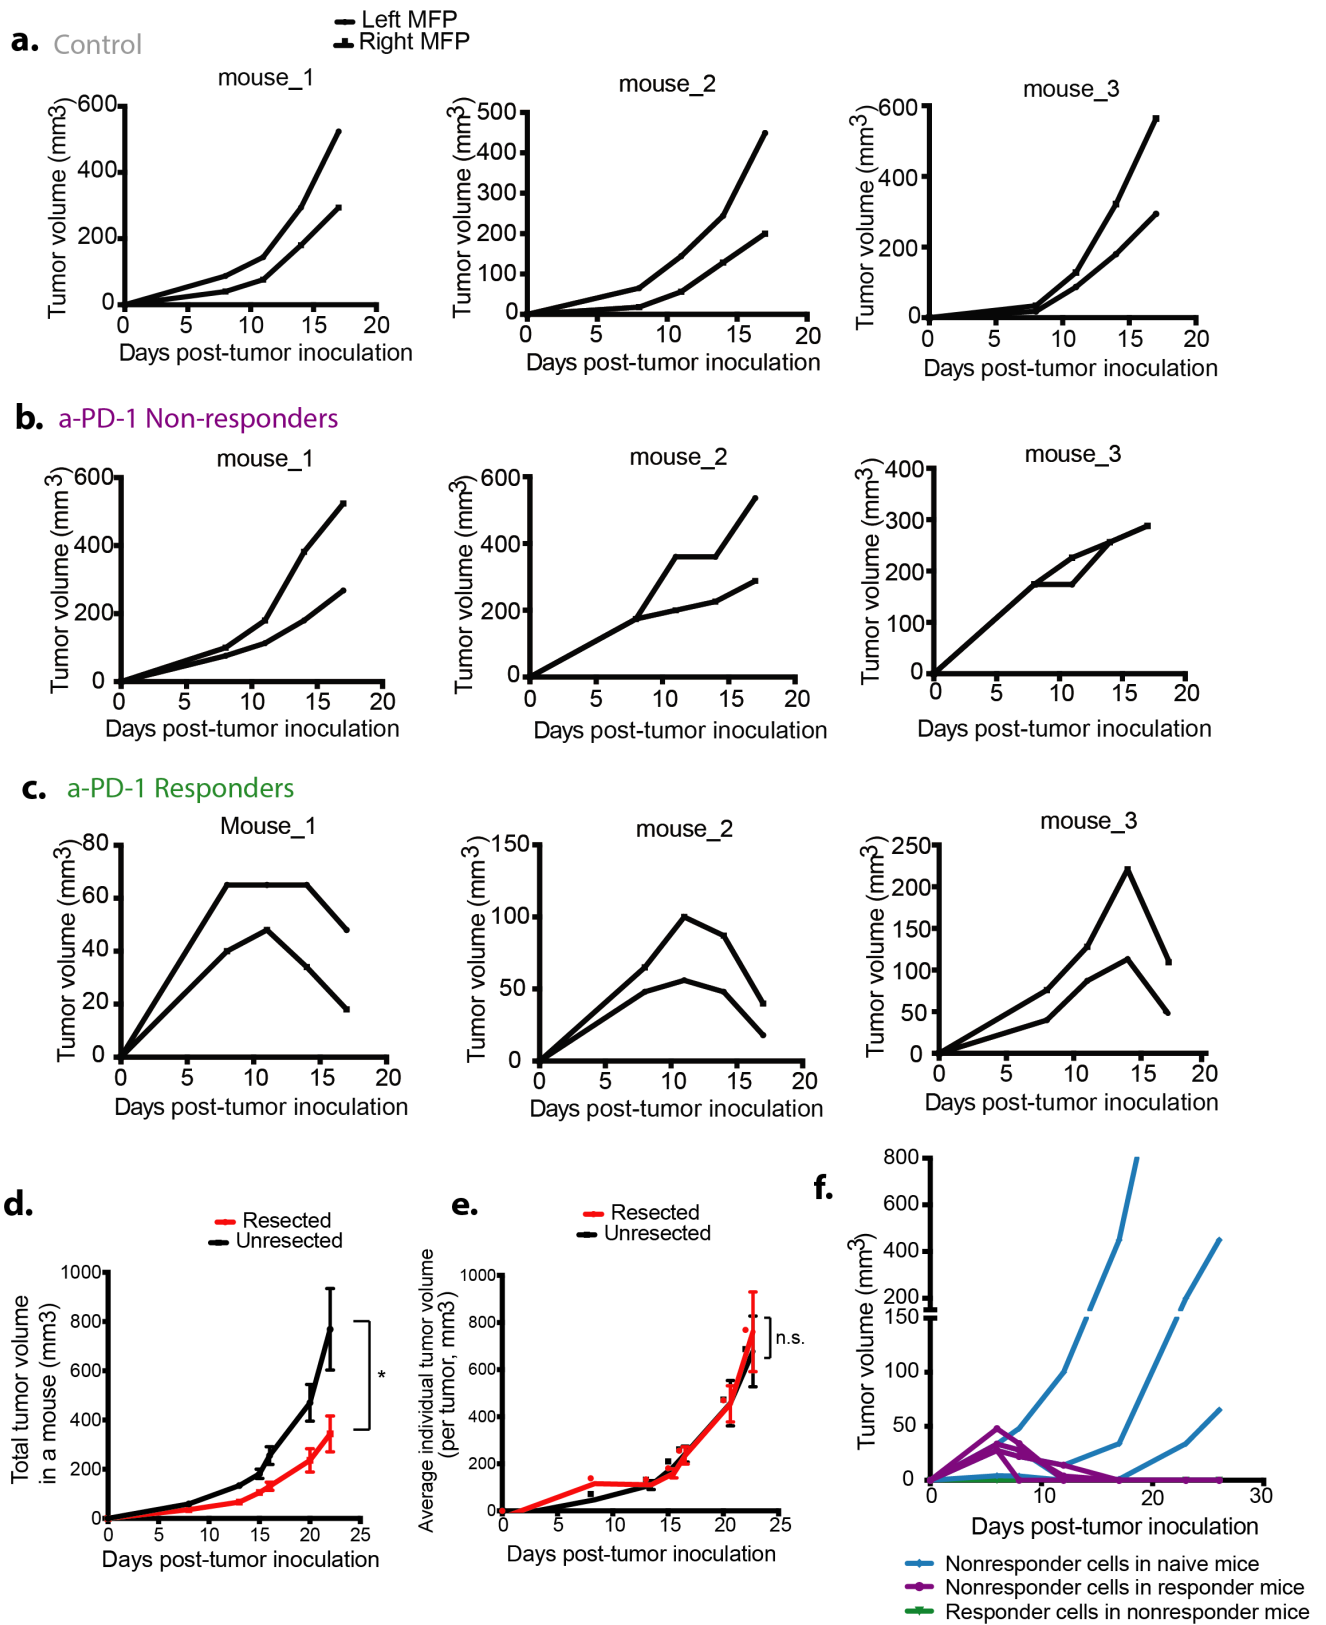 Left MFP
Right MFP
a. Control
mouse_1
mouse_2
mouse_3
Tumor volume (mm3)
600
400
200
0
0 5 10 15 20
Days post-tumor inoculation
Tumor volume (mm3)
500
400
300
200
100
0
0 5 10 15 20
Days post-tumor inoculation
Tumor volume (mm3)
600
400
200
0
0 5 10 15 20
Days post-tumor inoculation
b. a-PD-1 Non-responders
mouse_1
mouse_2
mouse_3
Tumor volume (mm3)
600
400
200
0
0 5 10 15 20
Days post-tumor inoculation
Tumor volume (mm3)
600
400
200
0
0 5 10 15 20
Days post-tumor inoculation
Tumor volume (mm3)
400
300
200
100
0
0 5 10 15 20
Days post-tumor inoculation
c. a-PD-1 Responders
Mouse_1
mouse_2
mouse_3
Tumor volume (mm3)
80
60
40
20
0
0 5 10 15 20
Days post-tumor inoculation
Tumor volume (mm3)
150
100
50
0
0 5 10 15 20
Days post-tumor inoculation
Tumor volume (mm3)
250
200
150
100
50
0
0 5 10 15 20
Days post-tumor inoculation
d.
Resected
Unresected
Total tumor volume
in a mouse (mm3)
1000
800
600
400
200
0
0 5 10 15 20 25
*
Days post-tumor inoculation
e.
Resected
Unresected
Average individual tumor volume
(per tumor, mm3)
1000
800
600
400
200
0
0 5 10 15 20 25
n.s.
Days post-tumor inoculation
f.
Tumor volume (mm3)
800
600
400
200
150
100
50
0
0 10 20 30
Days post-tumor inoculation
Nonresponder cells in naive mice
Nonresponder cells in responder mice
Responder cells in nonresponder mice